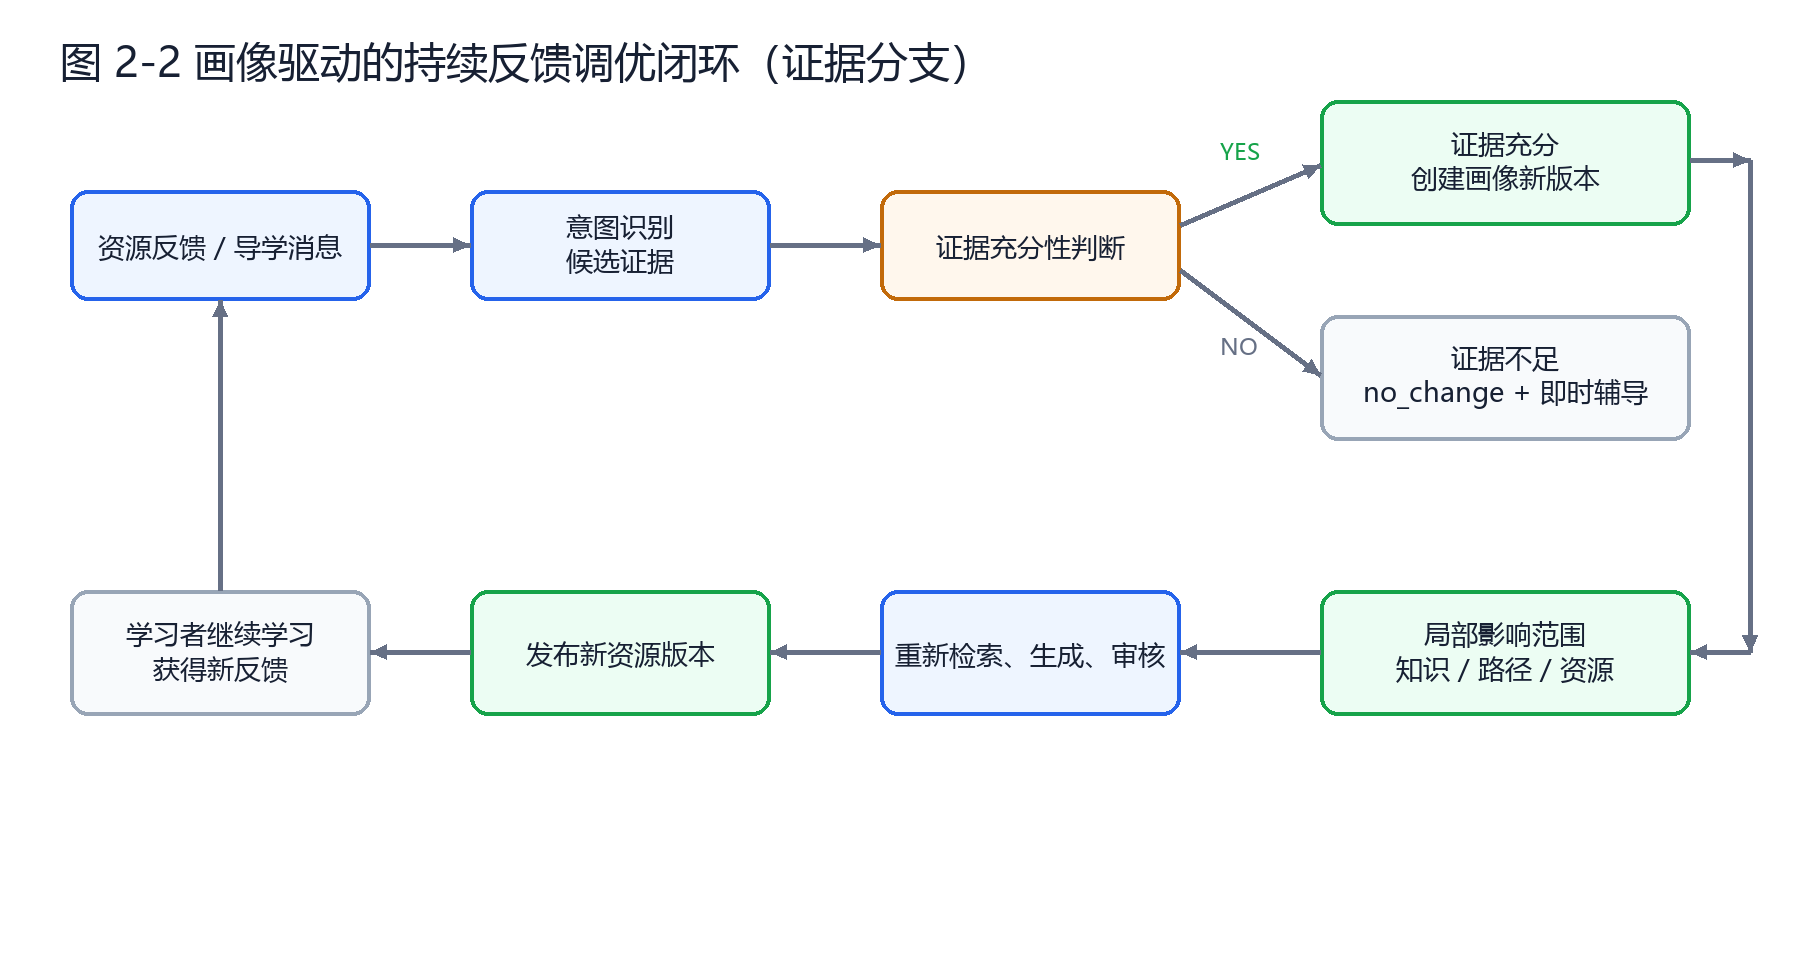 图 2-2 画像驱动的持续反馈调优闭环（证据分支）
资源反馈 / 导学消息
意图识别
候选证据
证据充分性判断
YES
证据充分
创建画像新版本
NO
证据不足
no_change + 即时辅导
学习者继续学习
获得新反馈
发布新资源版本
重新检索、生成、审核
局部影响范围
知识 / 路径 / 资源